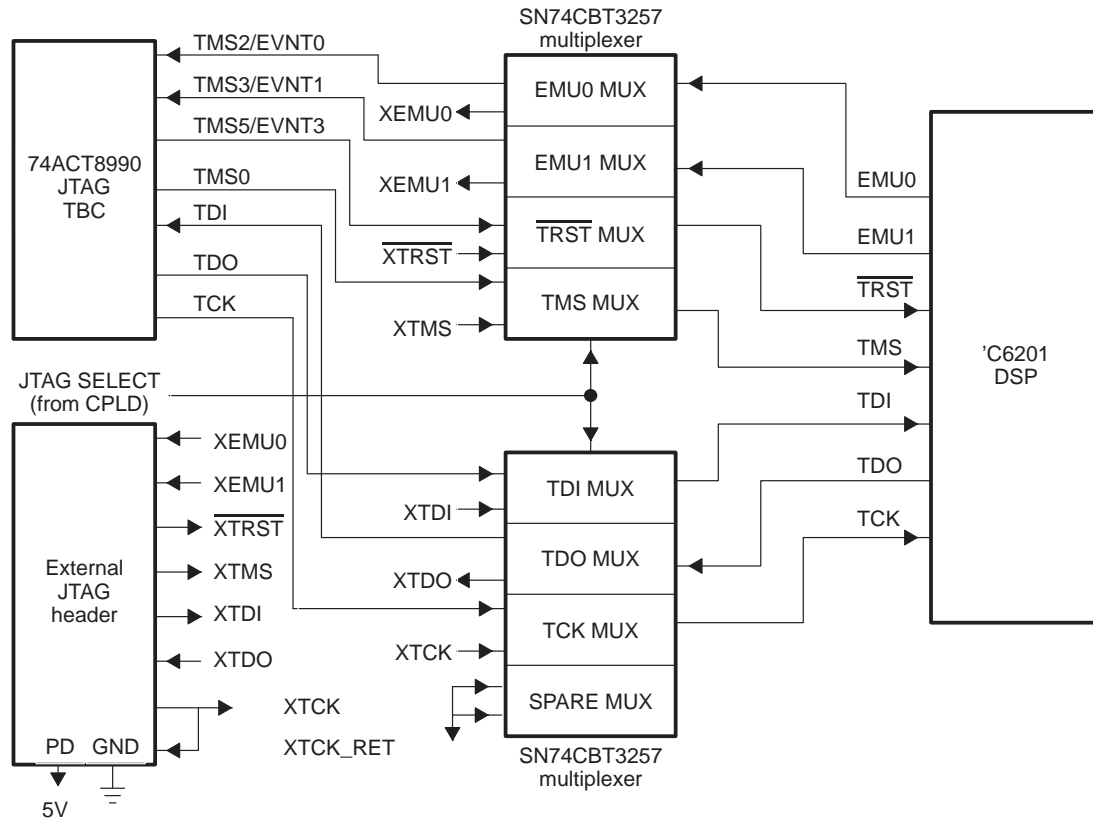 SN74CBT3257
multiplexer
74ACT8990
JTAG
TBC
TMS2/EVNT0
TMS3/EVNT1
TMS5/EVNT3
TMS0
TDI
TDO
TCK
XEMU0
XEMU1
XTRST
XTMS
EMU0 MUX
EMU1 MUX
TRST MUX
TMS MUX
EMU0
EMU1
TRST
TMS
TDI
TDO
TCK
'C6201
DSP
JTAG SELECT
(from CPLD)
External
JTAG
header
PD GND
5V
XEMU0
XEMU1
XTRST
XTMS
XTDI
XTDO
XTCK
XTCK_RET
XTDI
XTDO
XTCK
TDI MUX
TDO MUX
TCK MUX
SPARE MUX
SN74CBT3257
multiplexer